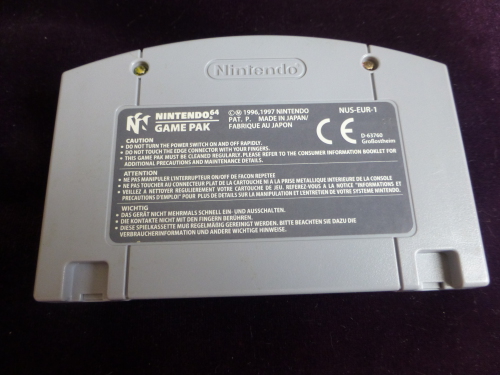 Nintendo
NINTENDO 64
GAME PAK
©Ⓜ 1996,1997 NINTENDO
PAT. P. MADE IN JAPAN/
FABRIQUE AU JAPON
NUS-EUR-1
CE
D-63760
Großostheim
CAUTION
• DO NOT TURN THE POWER SWITCH ON AND OFF RAPIDLY.
• DO NOT TOUCH THE EDGE CONNECTOR WITH YOUR FINGERS.
• THIS GAME PAK MUST BE CLEANED REGULARLY. PLEASE REFER TO THE CONSUMER INFORMATION BOOKLET FOR
ADDITIONAL PRECAUTIONS AND MAINTENANCE DETAILS.
ATTENTION
• NE PAS MANIPULER L'INTERRUPTEUR ON/OFF DE FACON REPETEE
• NE PAS TOUCHER AU CONNECTEUR PLAT DE LA CARTOUCHE NI A LA PRISE METALLIQUE INTERIEURE DE LA CONSOLE
• VEILLEZ A NETTOYER REGULIEREMENT VOTRE CARTOUCHE DE JEU. REFEREZ-VOUS A LA NOTICE "INFORMATIONS ET
PRECAUTIONS D'EMPLOI" POUR PLUS DE DETAILS SUR LA MANIPULATION ET L'ENTRETIEN DE VOTRE SYSTEME NINTENDO.
WICHTIG
• DAS GERÄT NICHT MEHRMALS SCHNELL EIN- UND AUSSCHALTEN.
• DIE KONTAKTE NICHT MIT DEN FINGERN BERÜHREN.
• DIESE SPIELKASSETTE MUß REGELMÄßIG GEREINIGT WERDEN. BITTE BEACHTEN SIE DAZU DIE
VERBRAUCHERINFORMATION UND ANDERE WICHTIGE HINWEISE.